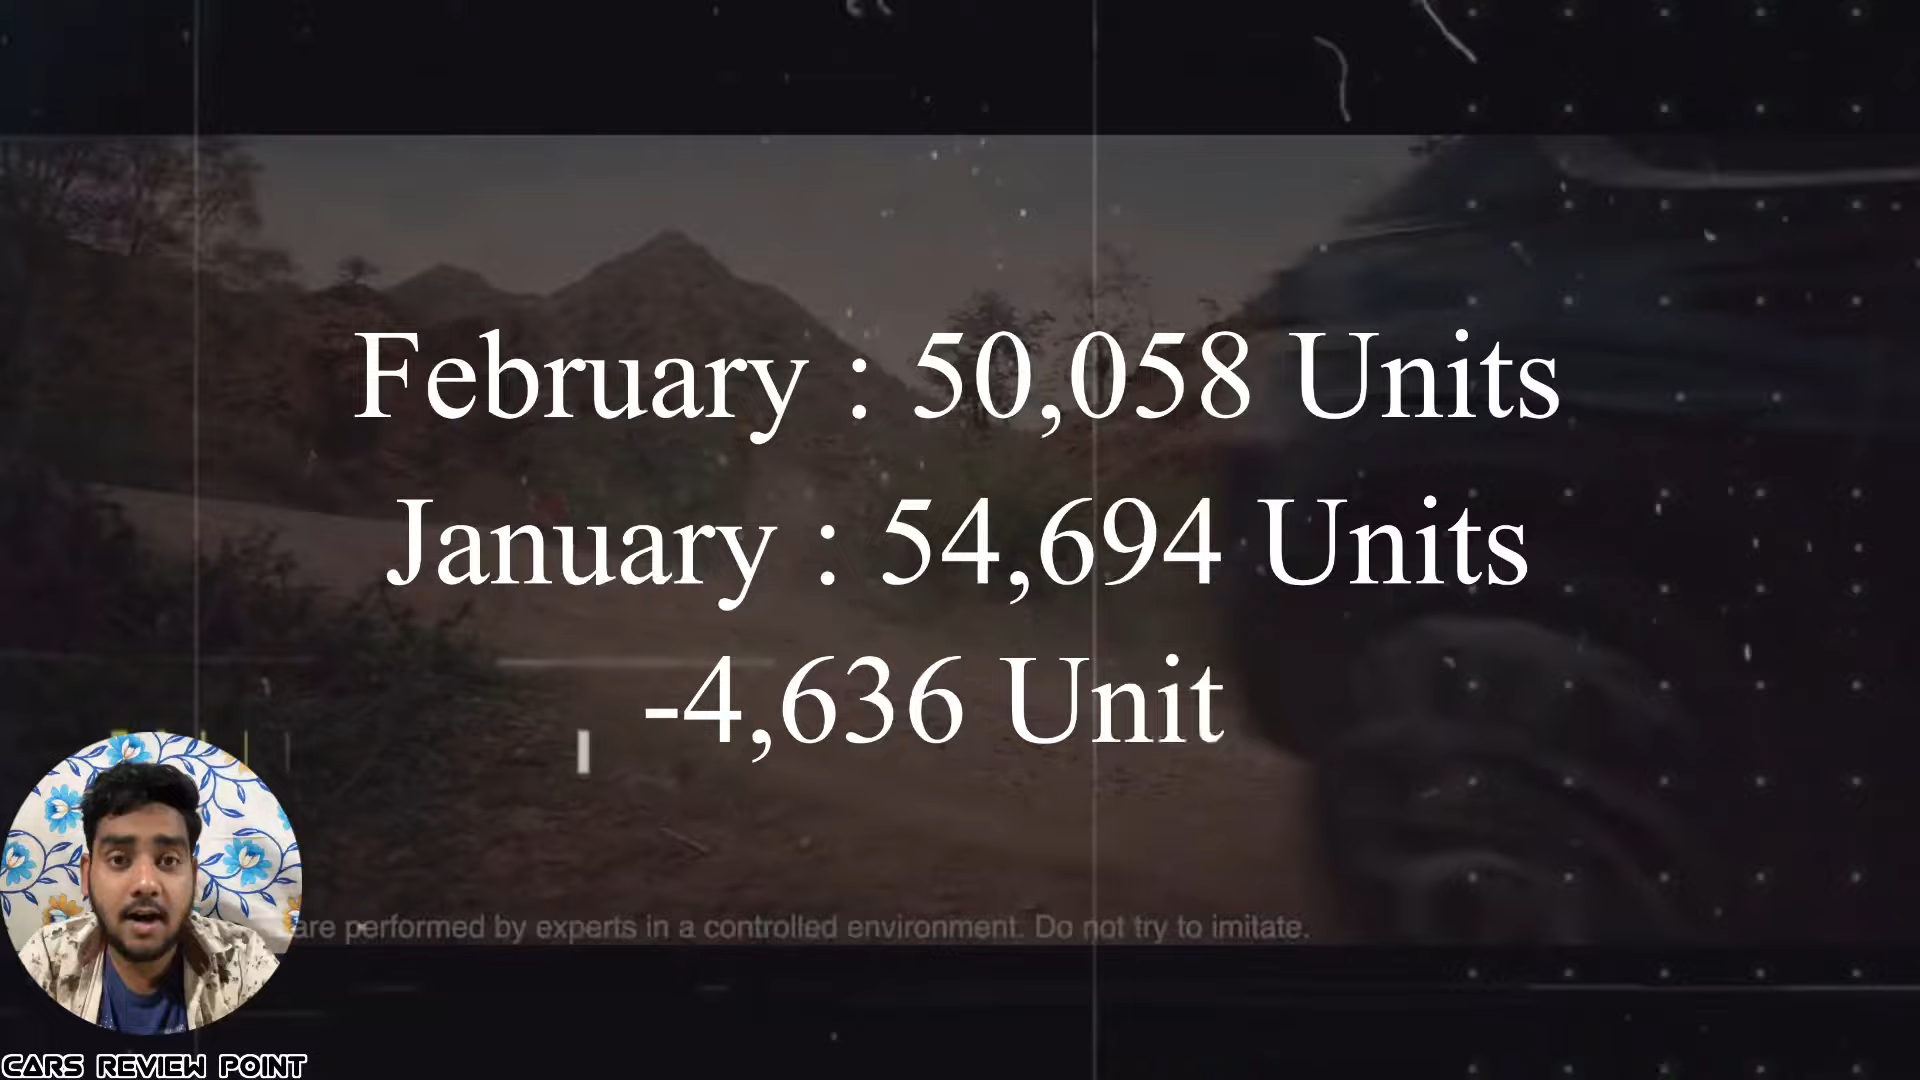 February : 50,058 Units
January : 54,694 Units
-4,636 Unit
are performed by experts in a controlled environment. Do not try to imitate.
CARS REVIEW POINT